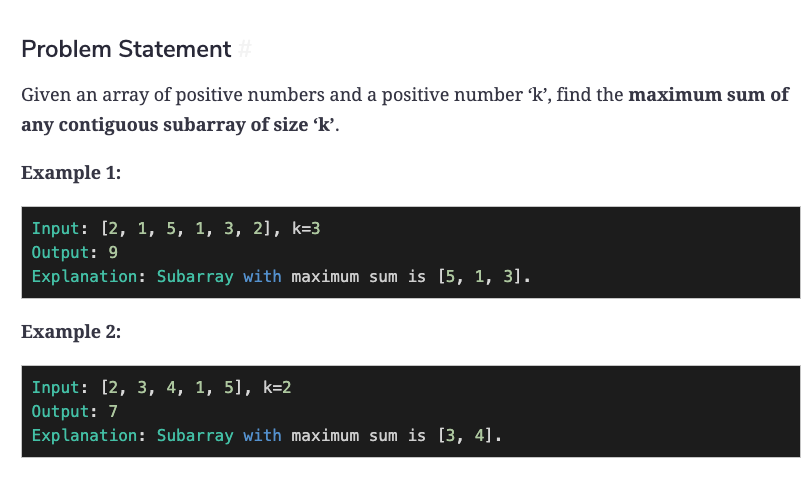 Problem Statement #
Given an array of positive numbers and a positive number ‘k’, find the maximum sum of
any contiguous subarray of size ‘k’.
Example 1:
Input: [2, 1, 5, 1, 3, 2], k=3
Output: 9
Explanation: Subarray with maximum sum is [5, 1, 3].
Example 2:
Input: [2, 3, 4, 1, 5], k=2
Output: 7
Explanation: Subarray with maximum sum is [3, 4].